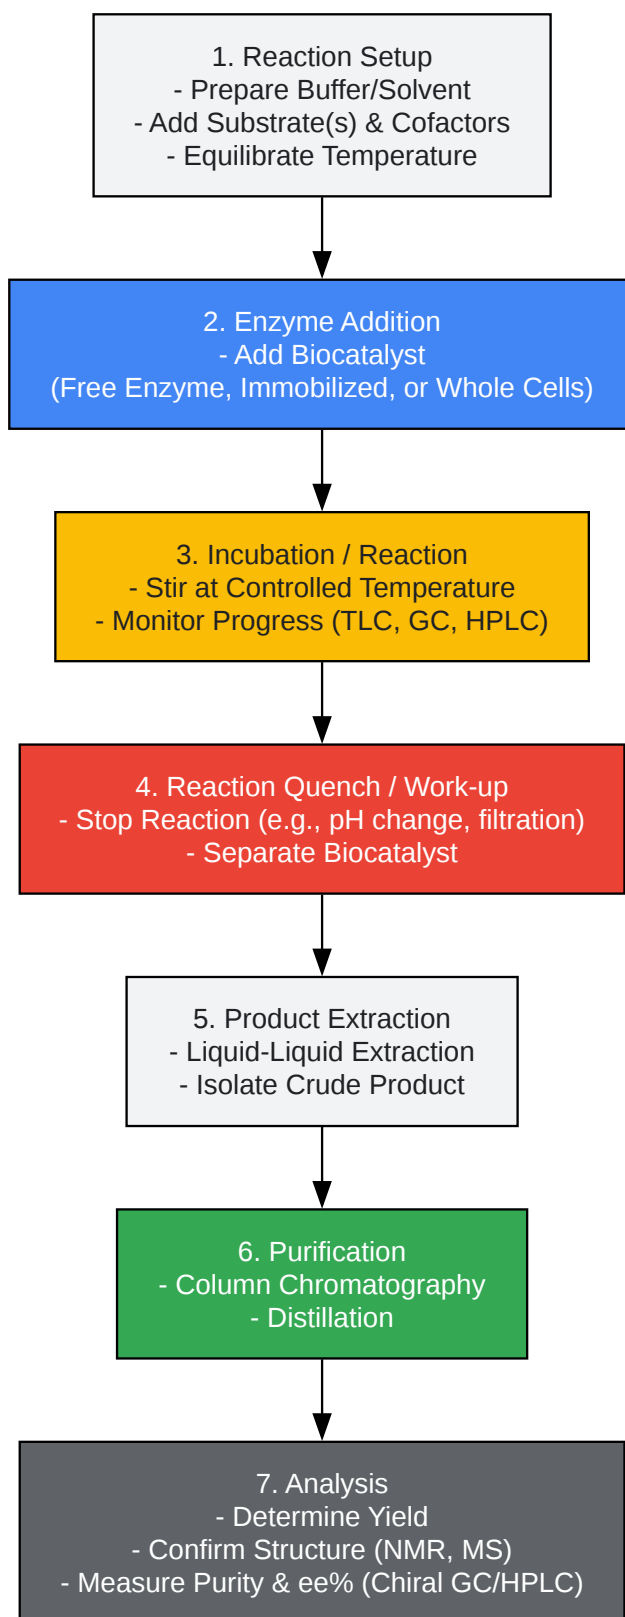 1. Reaction Setup
- Prepare Buffer/Solvent
- Add Substrate(s) & Cofactors
- Equilibrate Temperature
2. Enzyme Addition
- Add Biocatalyst
(Free Enzyme, Immobilized, or Whole Cells)
3. Incubation / Reaction
- Stir at Controlled Temperature
- Monitor Progress (TLC, GC, HPLC)
4. Reaction Quench / Work-up
- Stop Reaction (e.g., pH change, filtration)
- Separate Biocatalyst
5. Product Extraction
- Liquid-Liquid Extraction
- Isolate Crude Product
6. Purification
- Column Chromatography
- Distillation
7. Analysis
- Determine Yield
- Confirm Structure (NMR, MS)
- Measure Purity & ee% (Chiral GC/HPLC)